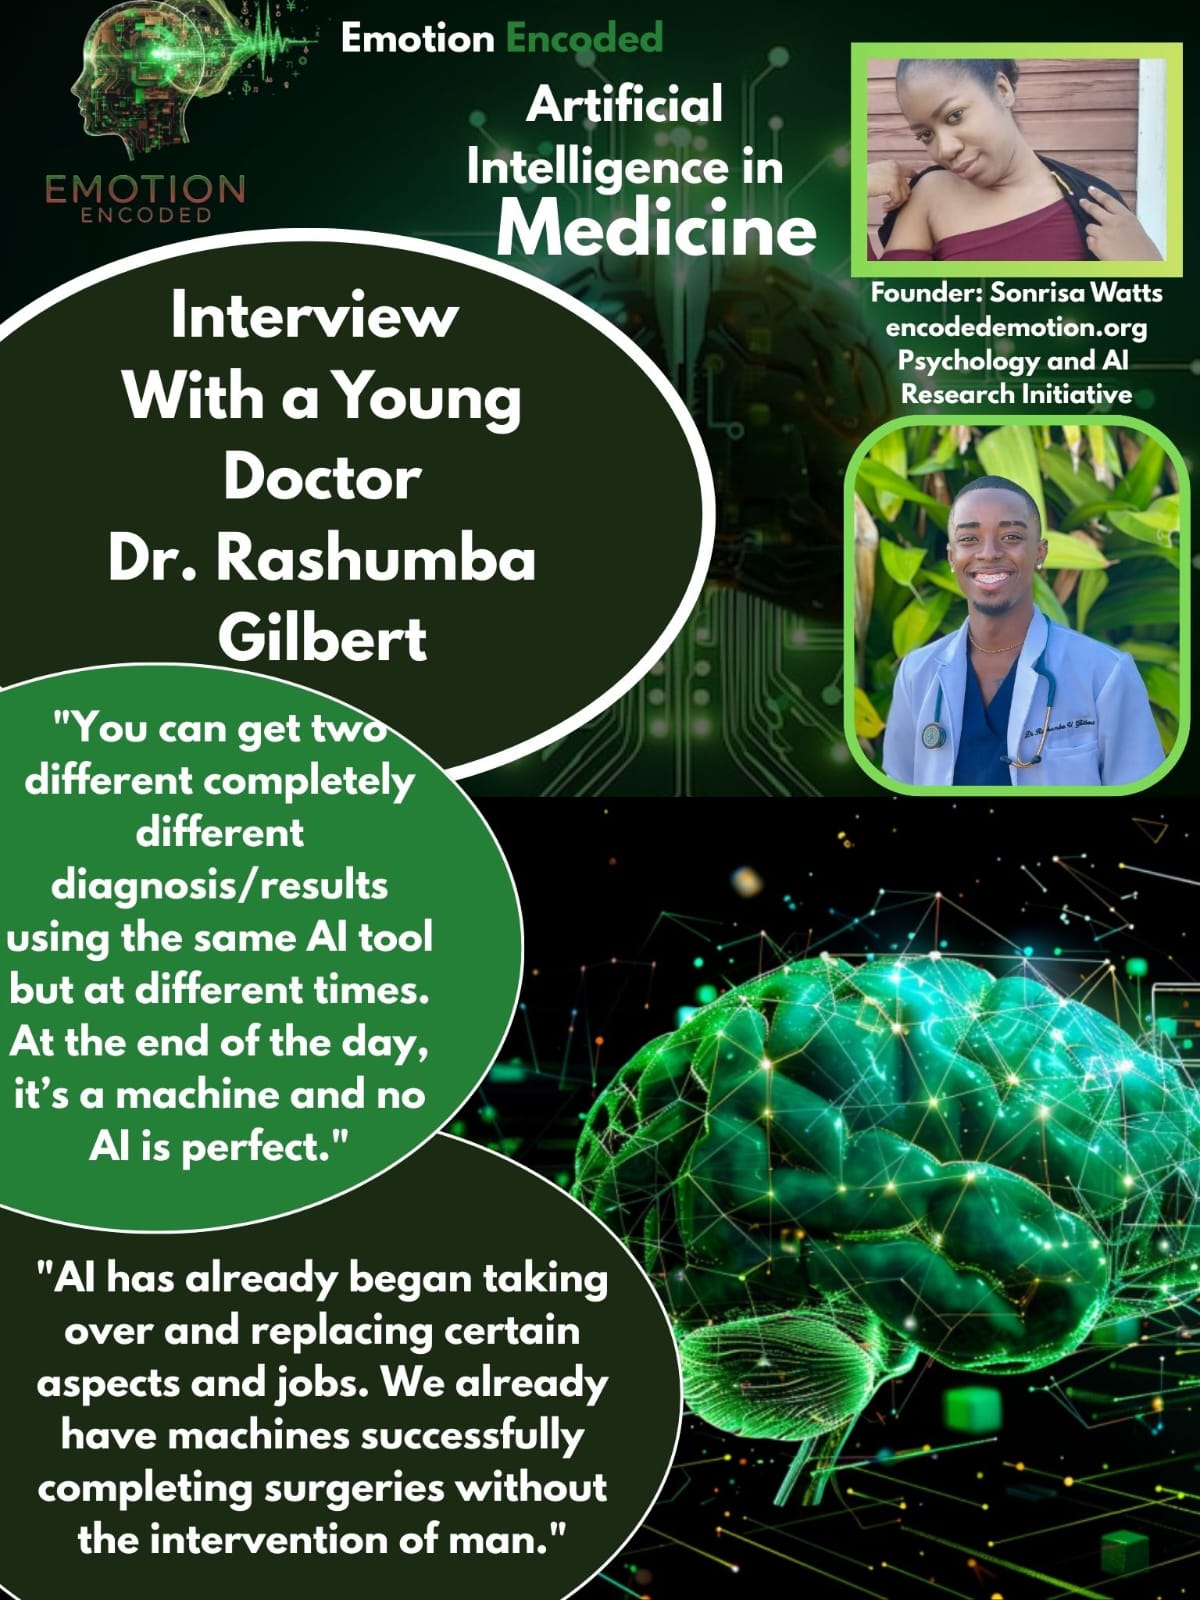 Emotion Encoded
EMOTION
ENCODED
Artificial
Intelligence in
Medicine
Founder: Sonrisa Watts
encodedemotion.org
Psychology and AI
Research Initiative
Interview
With a Young
Doctor
Dr. Rashumba
Gilbert
"You can get two
different completely
different
diagnosis/results
using the same AI tool
but at different times.
At the end of the day,
it’s a machine and no
AI is perfect."
"AI has already began taking
over and replacing certain
aspects and jobs. We already
have machines successfully
completing surgeries without
the intervention of man."